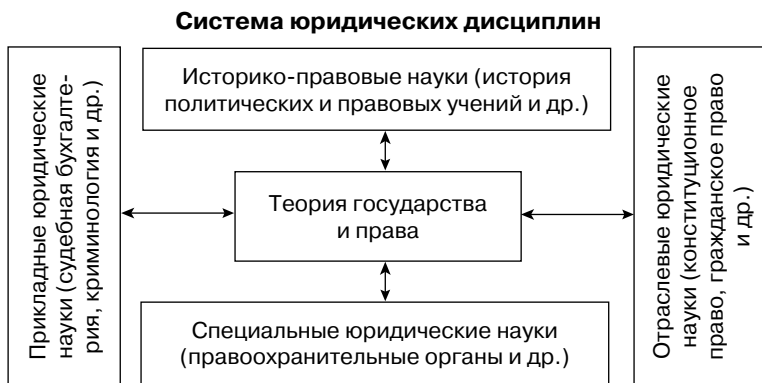 Система юридических дисциплин
Прикладные юридические
науки (судебная бухгалте-
рия, криминология и др.)
Историко-правовые науки (история
политических и правовых учений и др.)
Теория государства
и права
Специальные юридические науки
(правоохранительные органы и др.)
Отраслевые юридические
науки (конституционное
право, гражданское право
и др.)